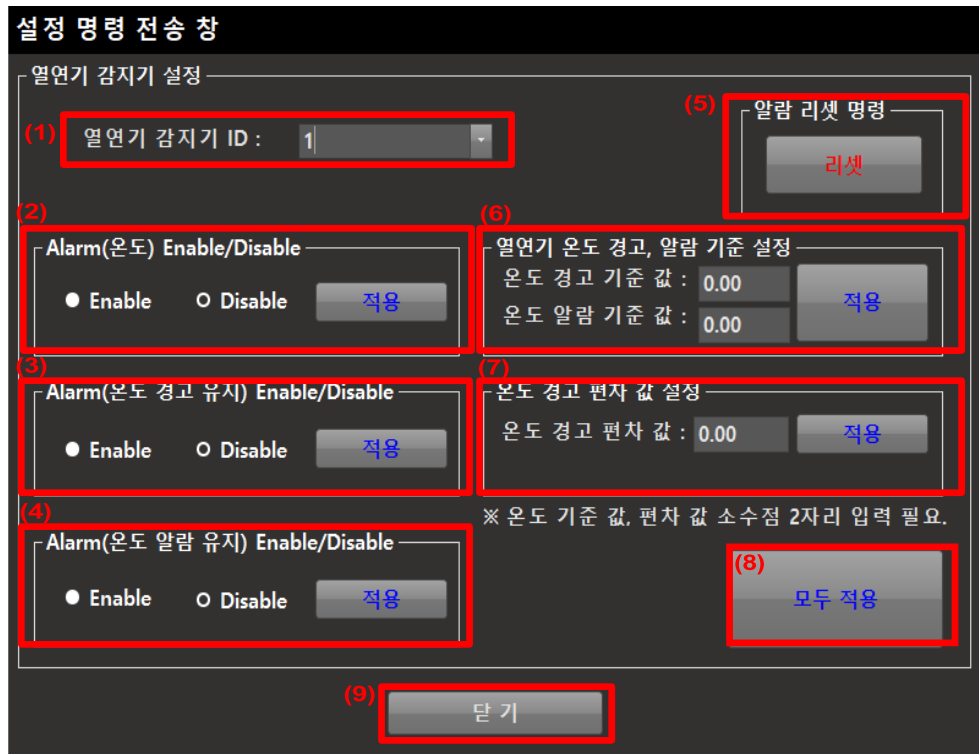 설정 명령 전송 창
열연기 감지기 설정
(1) 열연기 감지기 ID : 1
(5) 알람 리셋 명령
리셋
(2)
Alarm(온도) Enable/Disable
Enable Disable 적용
(6)
열연기 온도 경고, 알람 기준 설정
온도 경고 기준 값 : 0.00
온도 알람 기준 값 : 0.00
적용
(3)
Alarm(온도 경고 유지) Enable/Disable
Enable Disable 적용
(7)
온도 경고 편차 값 설정
온도 경고 편차 값 : 0.00 적용
※ 온도 기준 값, 편차 값 소수점 2자리 입력 필요.
(4)
Alarm(온도 알람 유지) Enable/Disable
Enable Disable 적용
(8)
모두 적용
(9) 닫 기